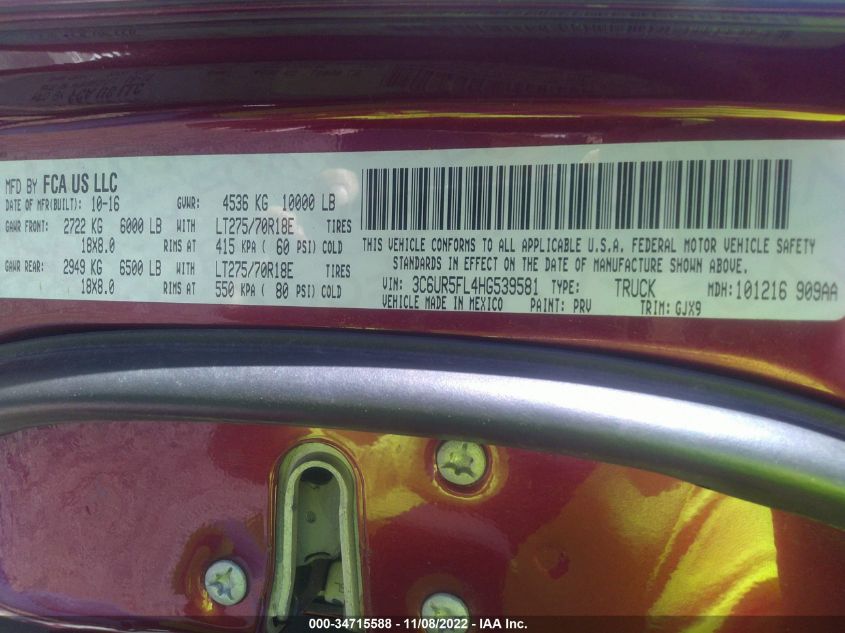 MFD BY FCA US LLC
DATE OF MFR(BUILT): 10-16 GVWR: 4536 KG 10000 LB
GAWR FRONT: 2722 KG 6000 LB WITH LT275/70R18E TIRES
18X8.0 RIMS AT 415 KPA ( 60 PSI) COLD
GAWR REAR: 2949 KG 6500 LB WITH LT275/70R18E TIRES
18X8.0 RIMS AT 550 KPA ( 80 PSI) COLD
THIS VEHICLE CONFORMS TO ALL APPLICABLE U.S.A. FEDERAL MOTOR VEHICLE SAFETY
STANDARDS IN EFFECT ON THE DATE OF MANUFACTURE SHOWN ABOVE.
VIN: 3C6UR5FL4HG539581 TYPE: TRUCK MDH:101216 909AA
VEHICLE MADE IN MEXICO PAINT: PRV TRIM: GJX9
000-34715588 - 11/08/2022 - IAA Inc.